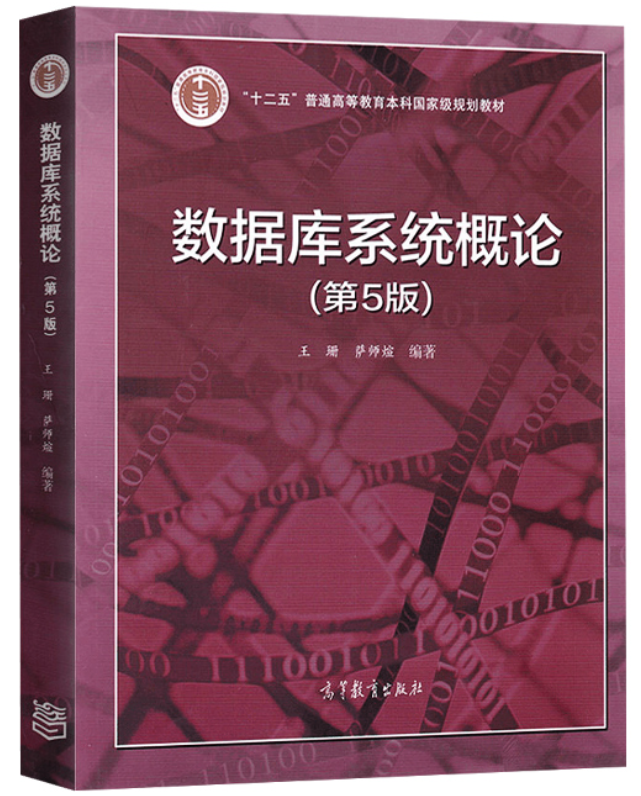 "十二五"普通高等教育本科国家级规划教材
数据库系统概论
(第5版)
王 珊 萨师煊 编著
高等教育出版社
数据库系统概论
(第5版)
王 珊 萨师煊 编著